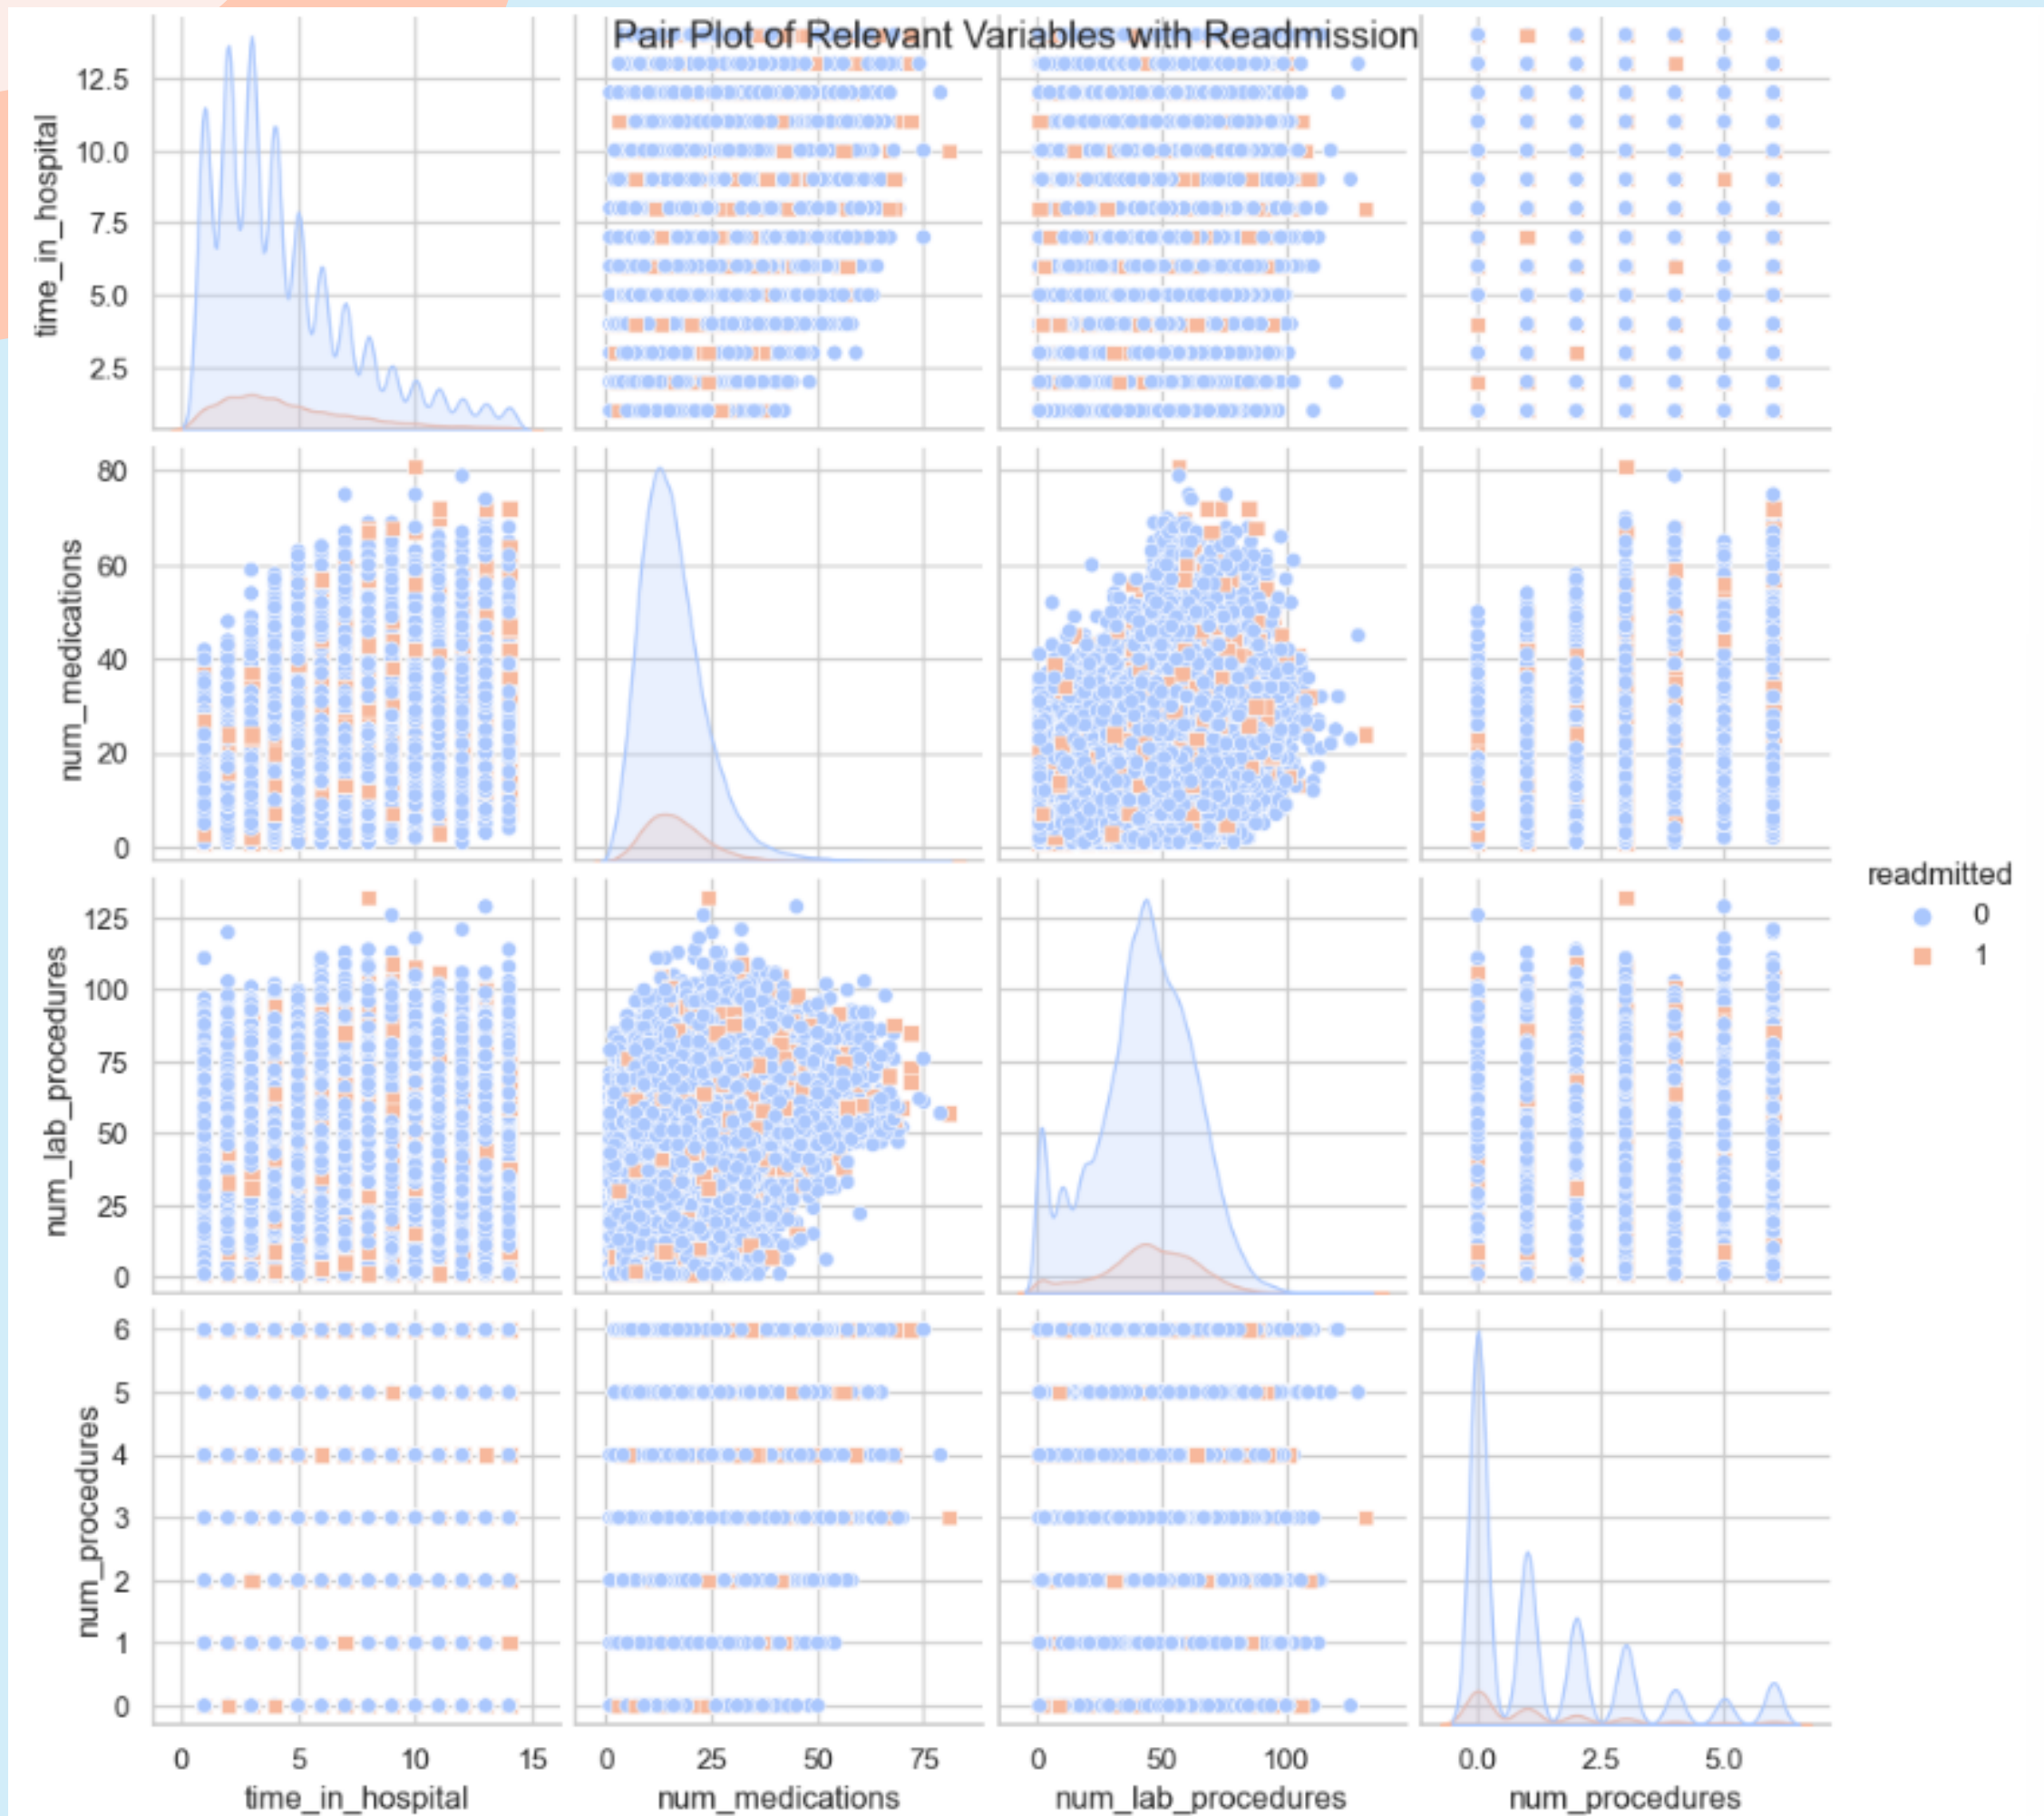 Pair Plot of Relevant Variables with Readmission
time_in_hospital
12.5
10.0
7.5
5.0
2.5
num_medications
80
60
40
20
0
num_lab_procedures
125
100
75
50
25
0
num_procedures
6
5
4
3
2
1
0
0 5 10 15
time_in_hospital
0 25 50 75
num_medications
0 50 100
num_lab_procedures
0.0 2.5 5.0
num_procedures
readmitted
0
1